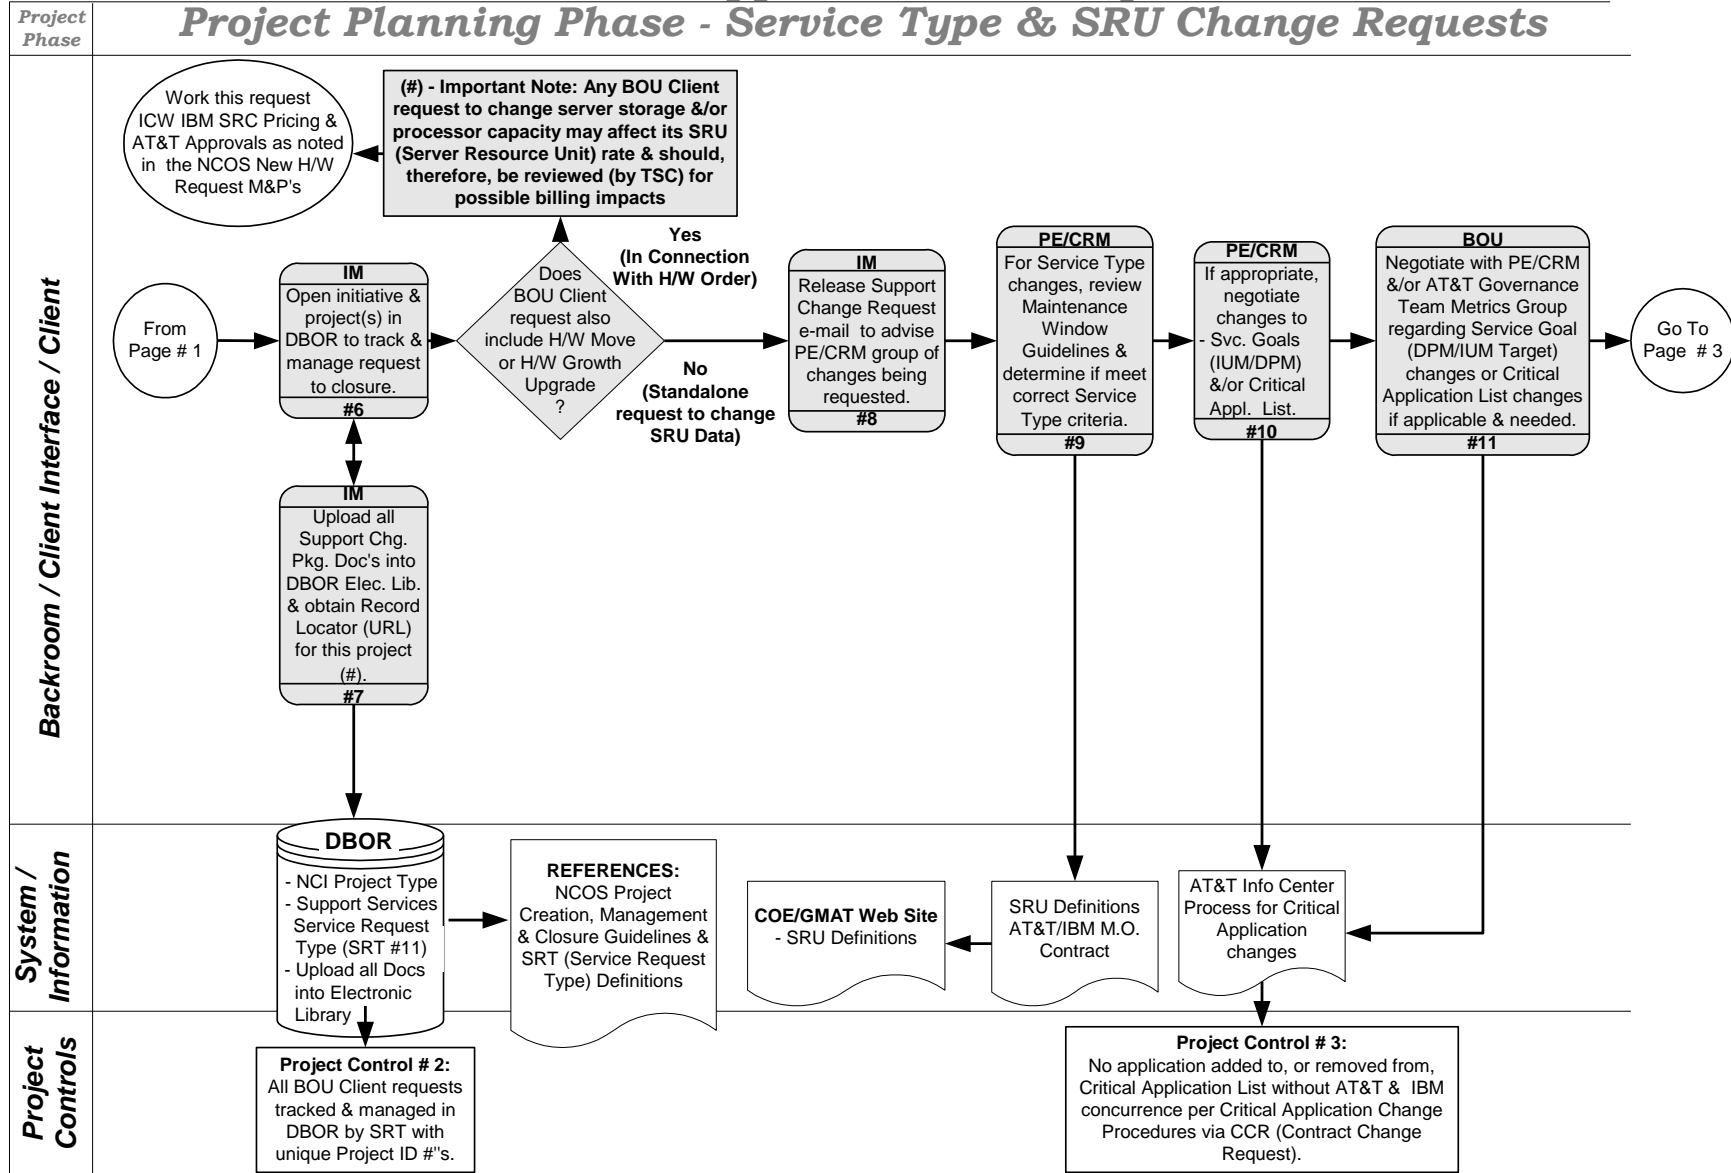 Project
Phase
Project Planning Phase - Service Type & SRU Change Requests
Backroom / Client Interface / Client
Work this request
ICW IBM SRC Pricing &
AT&T Approvals as noted
in the NCOS New H/W
Request M&P's
(#) - Important Note: Any BOU Client
request to change server storage &/or
processor capacity may affect its SRU
(Server Resource Unit) rate & should,
therefore, be reviewed (by TSC) for
possible billing impacts
From
Page # 1
IM
Open initiative &
project(s) in
DBOR to track &
manage request
to closure.
#6
Does
BOU Client
request also
include H/W Move
or H/W Growth
Upgrade
?
Yes
(In Connection
With H/W Order)
No
(Standalone
request to change
SRU Data)
IM
Release Support
Change Request
e-mail to advise
PE/CRM group of
changes being
requested.
#8
PE/CRM
For Service Type
changes, review
Maintenance
Window
Guidelines &
determine if meet
correct Service
Type criteria.
#9
PE/CRM
If appropriate,
negotiate
changes to
- Svc. Goals
(IUM/DPM)
&/or Critical
Appl. List.
#10
BOU
Negotiate with PE/CRM
&/or AT&T Governance
Team Metrics Group
regarding Service Goal
(DPM/IUM Target)
changes or Critical
Application List changes
if applicable & needed.
#11
Go To
Page # 3
IM
Upload all
Support Chg.
Pkg. Doc's into
DBOR Elec. Lib.
& obtain Record
Locator (URL)
for this project
(#).
#7
System /
Information
DBOR
- NCI Project Type
- Support Services
Service Request
Type (SRT #11)
- Upload all Docs
into Electronic
Library
REFERENCES:
NCOS Project
Creation, Management
& Closure Guidelines &
SRT (Service Request
Type) Definitions
COE/GMAT Web Site
- SRU Definitions
SRU Definitions
AT&T/IBM M.O.
Contract
AT&T Info Center
Process for Critical
Application
changes
Project
Controls
Project Control # 2:
All BOU Client requests
tracked & managed in
DBOR by SRT with
unique Project ID #"s.
Project Control # 3:
No application added to, or removed from,
Critical Application List without AT&T & IBM
concurrence per Critical Application Change
Procedures via CCR (Contract Change
Request).